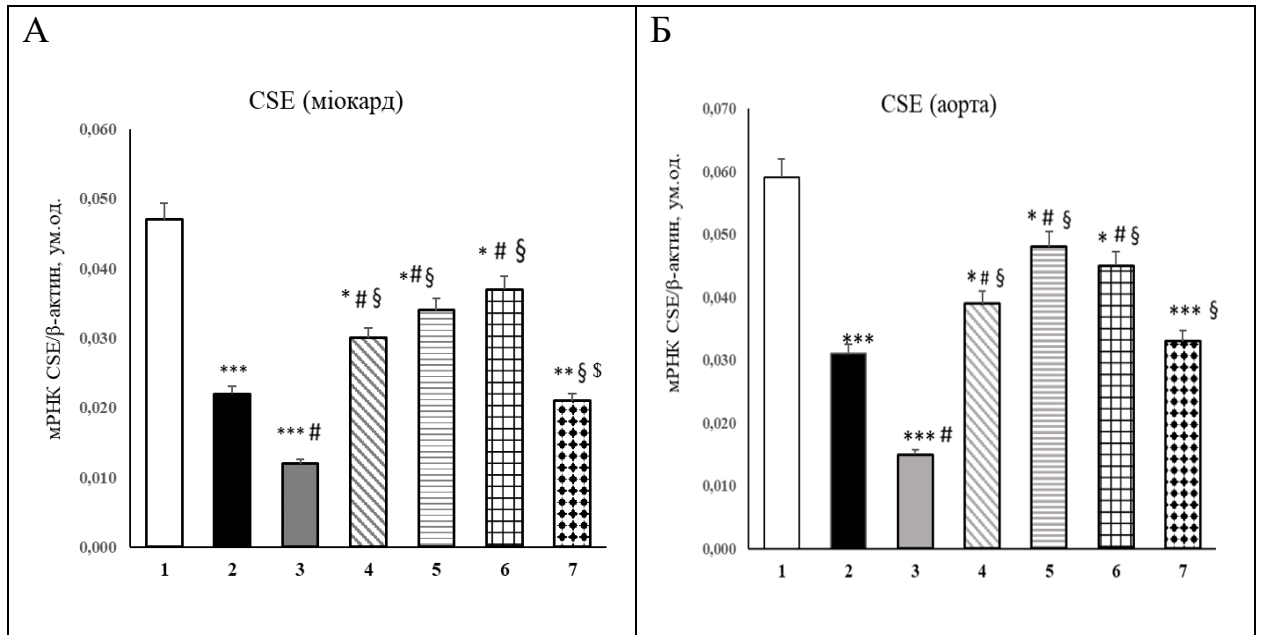 А
CSE (міокард)
мРНК CSE/β-актин, ум.од.
0,060
0,050
0,040
0,030
0,020
0,010
0,000
***
*** #
* # §
*#§
* # §
** § $
1 2 3 4 5 6 7
Б
CSE (аорта)
мРНК CSE/β-актин, ум.од.
0,070
0,060
0,050
0,040
0,030
0,020
0,010
0,000
***
*** #
* # §
* # §
* # §
*** §
1 2 3 4 5 6 7